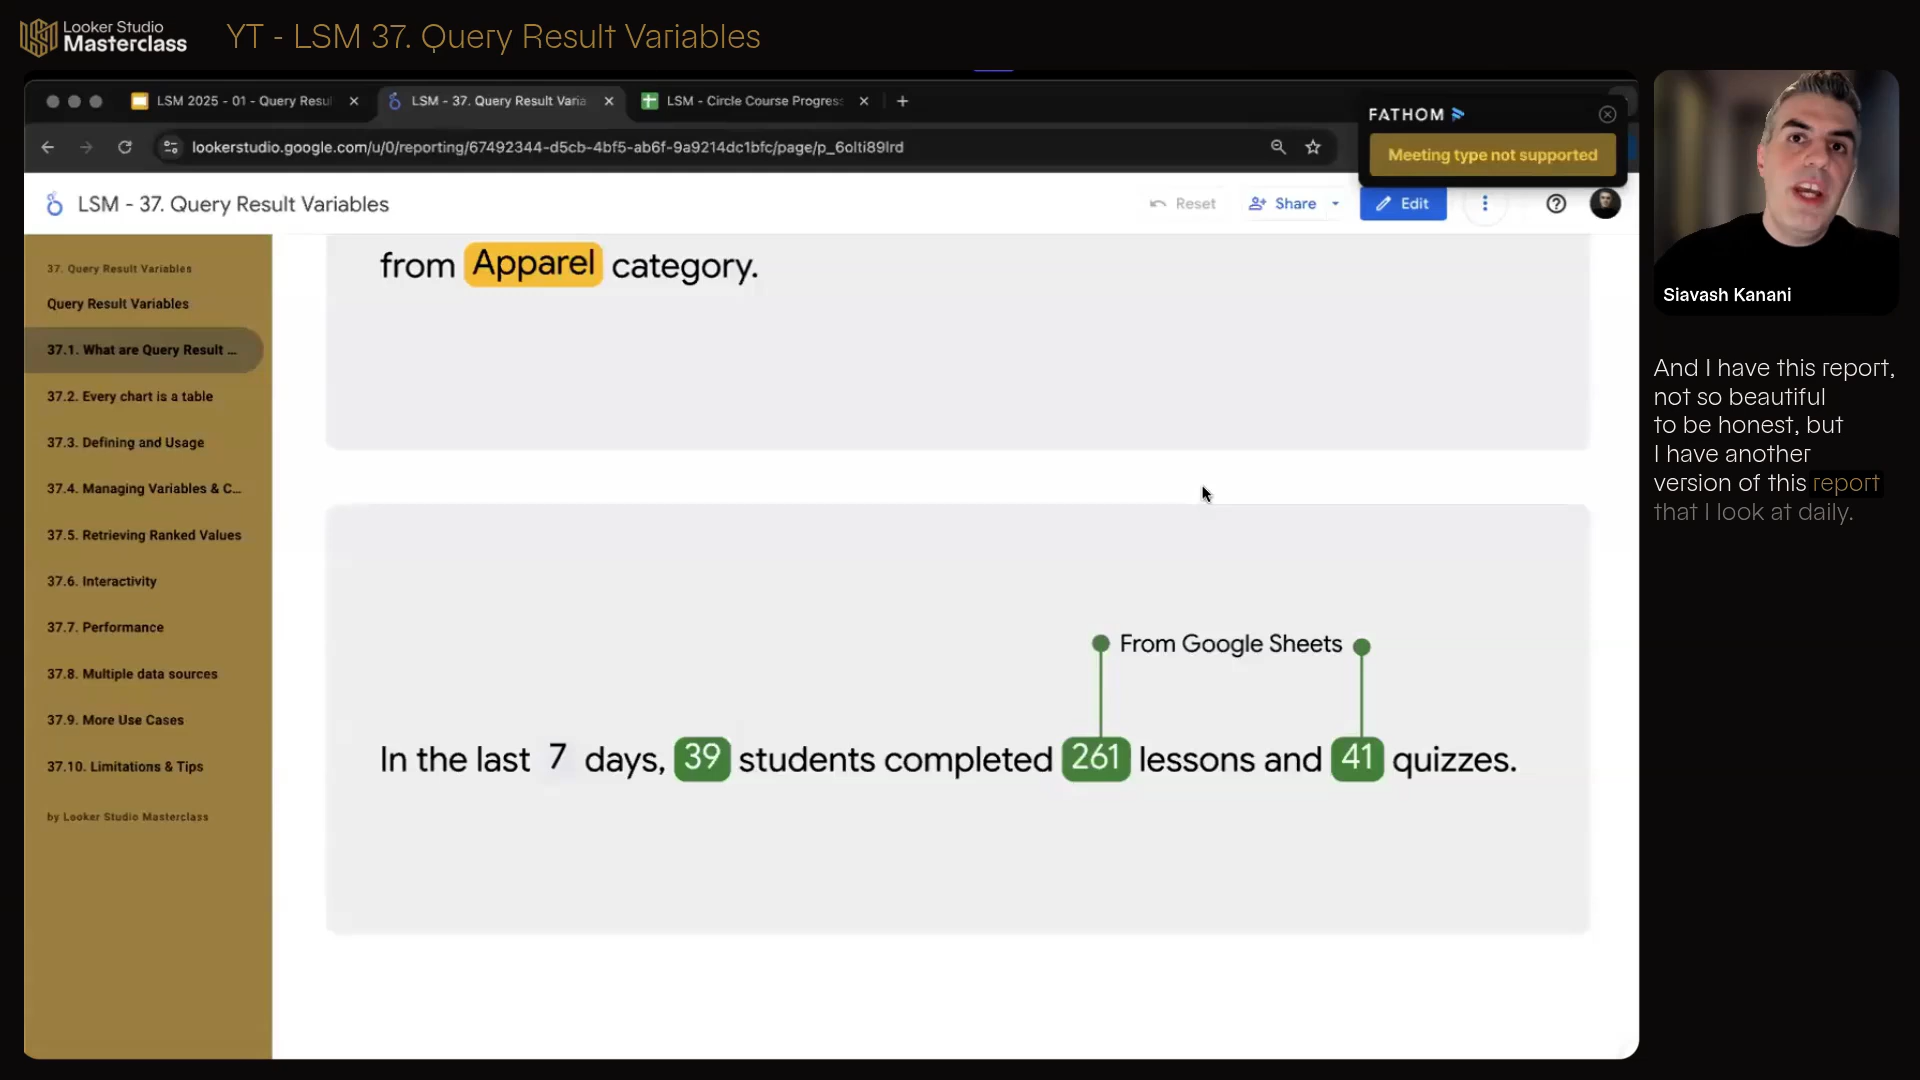 Looker Studio
Masterclass
YT - LSM 37. Query Result Variables
LSM 2025 - 01 - Query Resul
LSM - 37. Query Result Varia
LSM - Circle Course Progres
FATHOM
Meeting type not supported
lookerstudio.google.com/u/0/reporting/67492344-d5cb-4bf5-ab6f-9a9214dc1bfc/page/p_6olti89lrd
LSM - 37. Query Result Variables
Reset
Share
Edit
37. Query Result Variables
Query Result Variables
37.1. What are Query Result ...
37.2. Every chart is a table
37.3. Defining and Usage
37.4. Managing Variables & C...
37.5. Retrieving Ranked Values
37.6. Interactivity
37.7. Performance
37.8. Multiple data sources
37.9. More Use Cases
37.10. Limitations & Tips
by Looker Studio Masterclass
from Apparel category.
From Google Sheets
In the last 7 days, 39 students completed 261 lessons and 41 quizzes.
Siavash Kanani
And I have this report,
not so beautiful
to be honest, but
I have another
version of this report
that I look at daily.